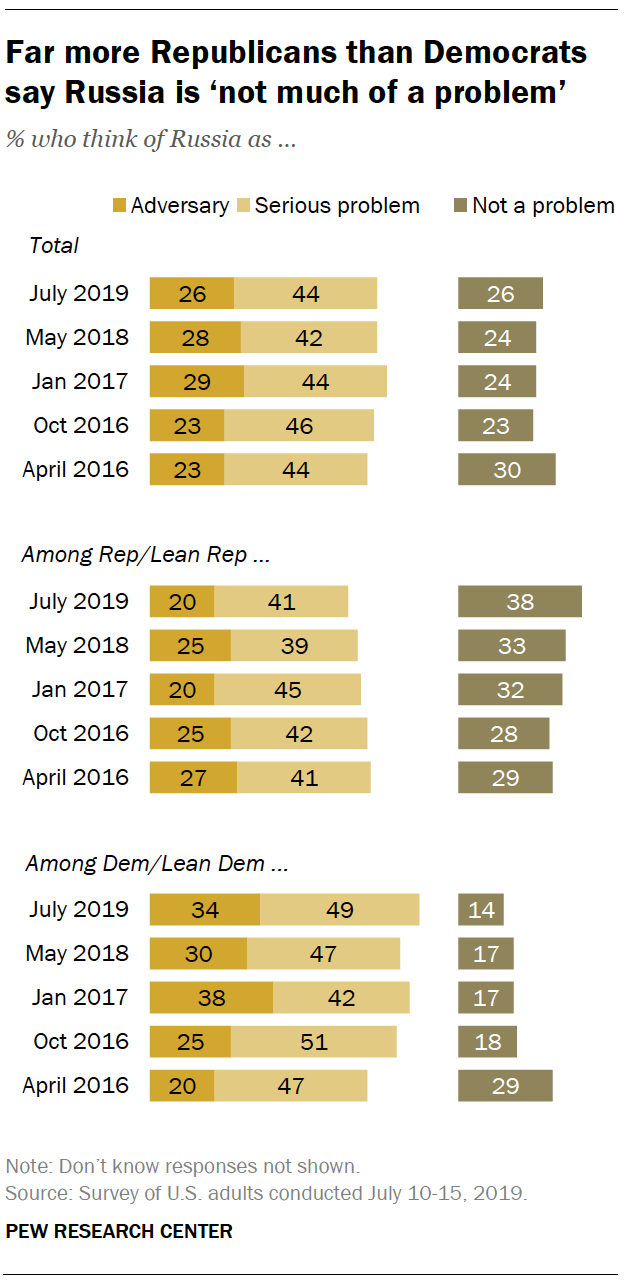 Far more Republicans than Democrats
say Russia is ‘not much of a problem’
% who think of Russia as ...
Adversary Serious problem Not a problem
Total
July 2019 26 44 26
May 2018 28 42 24
Jan 2017 29 44 24
Oct 2016 23 46 23
April 2016 23 44 30
Among Rep/Lean Rep ...
July 2019 20 41 38
May 2018 25 39 33
Jan 2017 20 45 32
Oct 2016 25 42 28
April 2016 27 41 29
Among Dem/Lean Dem ...
July 2019 34 49 14
May 2018 30 47 17
Jan 2017 38 42 17
Oct 2016 25 51 18
April 2016 20 47 29
Note: Don’t know responses not shown.
Source: Survey of U.S. adults conducted July 10-15, 2019.
PEW RESEARCH CENTER